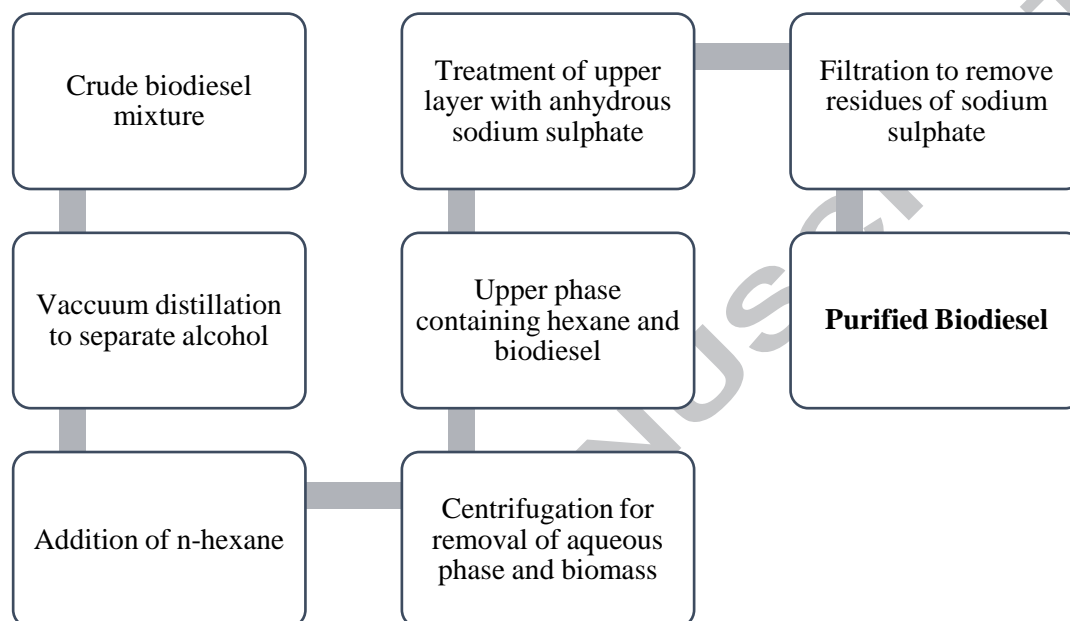 Crude biodiesel
mixture
Vaccuum distillation
to separate alcohol
Addition of n-hexane
Centrifugation for
removal of aqueous
phase and biomass
Upper phase
containing hexane and
biodiesel
Treatment of upper
layer with anhydrous
sodium sulphate
Filtration to remove
residues of sodium
sulphate
Purified Biodiesel